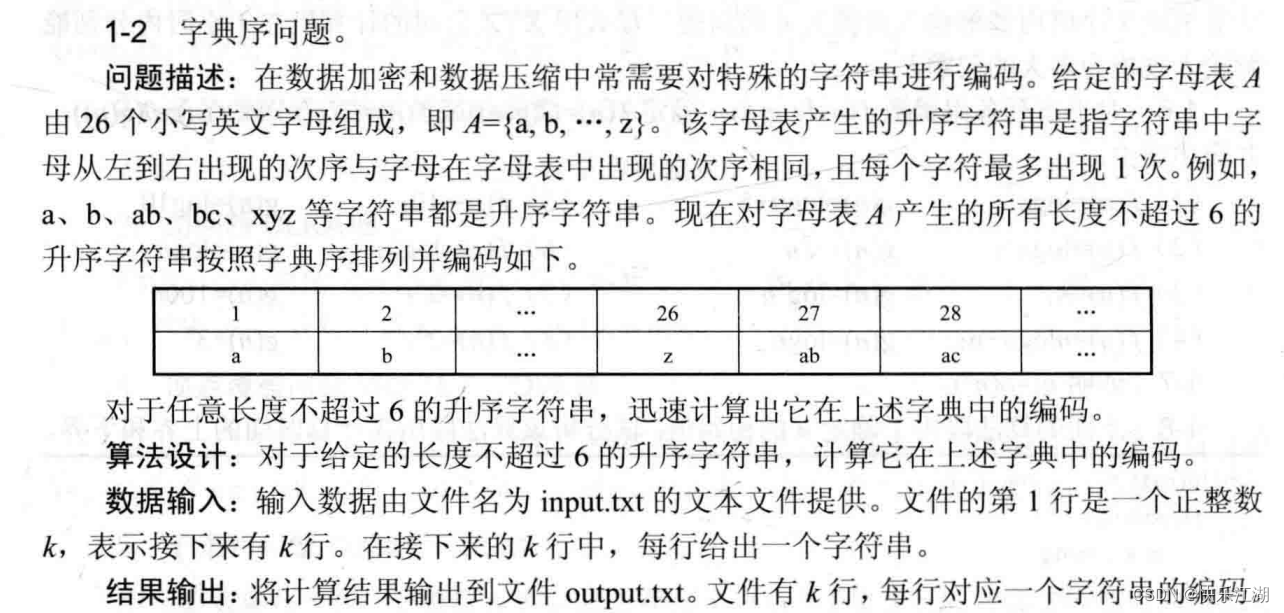 1-2 字典序问题。
问题描述：在数据加密和数据压缩中常需要对特殊的字符串进行编码。给定的字母表 A
由 26 个小写英文字母组成，即 A={a, b, …, z}。该字母表产生的升序字符串是指字符串中字
母从左到右出现的次序与字母在字母表中出现的次序相同，且每个字符最多出现 1 次。例如，
a、b、ab、bc、xyz 等字符串都是升序字符串。现在对字母表 A 产生的所有长度不超过 6 的
升序字符串按照字典序排列并编码如下。
1 2 … 26 27 28 …
a b … z ab ac …
对于任意长度不超过 6 的升序字符串，迅速计算出它在上述字典中的编码。
算法设计：对于给定的长度不超过 6 的升序字符串，计算它在上述字典中的编码。
数据输入：输入数据由文件名为 input.txt 的文本文件提供。文件的第 1 行是一个正整数
k，表示接下来有 k 行。在接下来的 k 行中，每行给出一个字符串。
结果输出：将计算结果输出到文件 output.txt。文件有 k 行，每行对应一个字符串的编码。